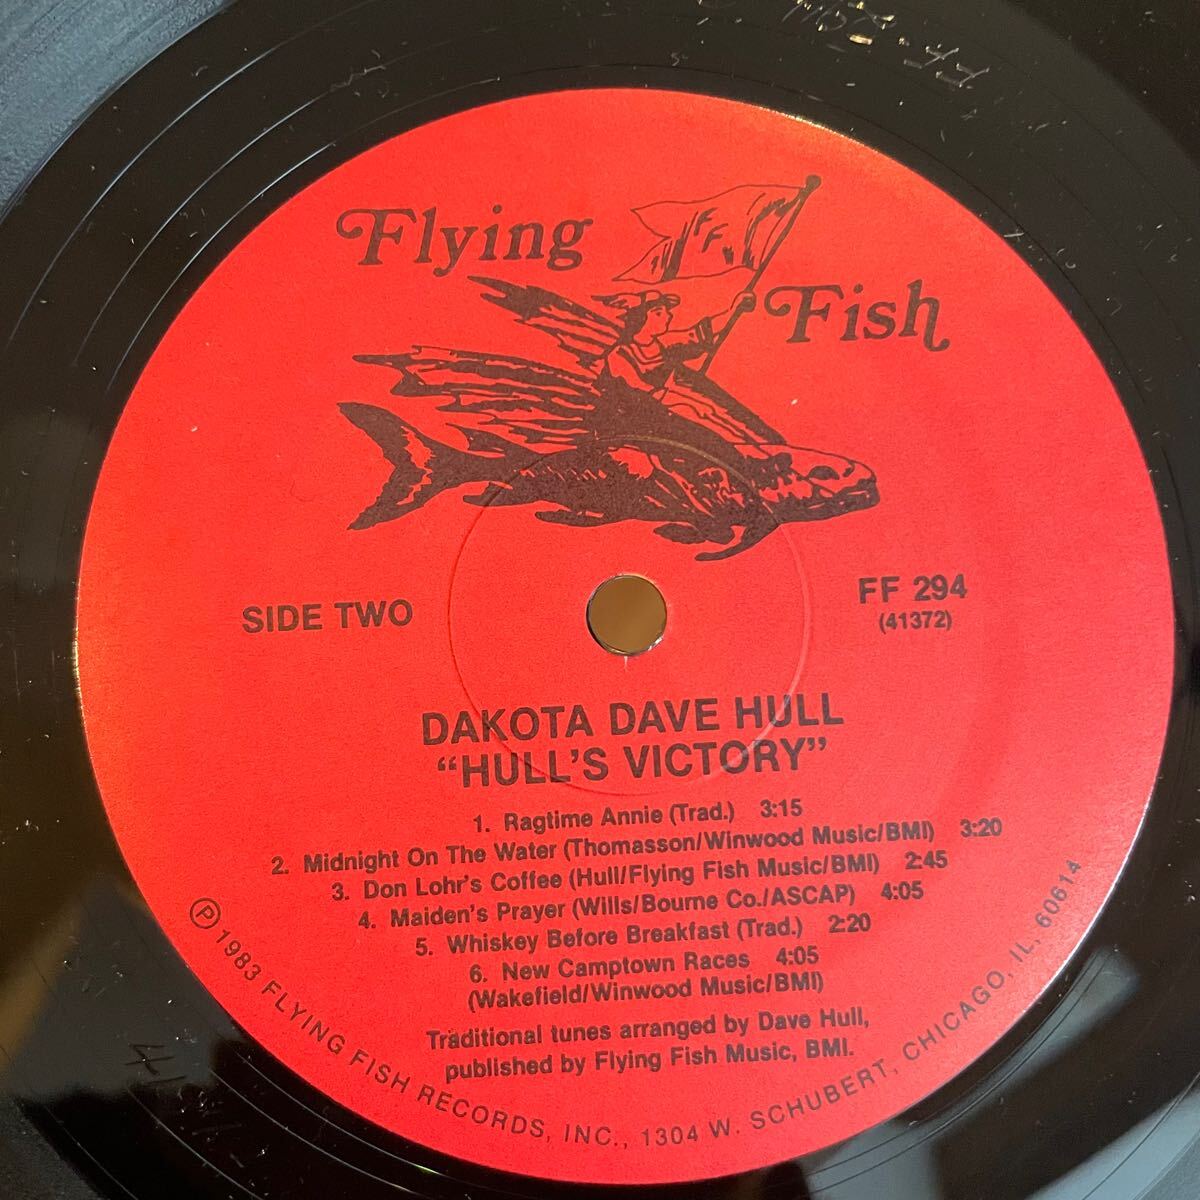 Flying
Fish
SIDE TWO
FF 294
(41372)
DAKOTA DAVE HULL
“HULL’S VICTORY”
1. Ragtime Annie (Trad.) 3:15
2. Midnight On The Water (Thomasson/Winwood Music/BMI) 3:20
3. Don Lohr’s Coffee (Hull/Flying Fish Music/BMI) 2:45
4. Maiden’s Prayer (Wills/Bourne Co./ASCAP) 4:05
5. Whiskey Before Breakfast (Trad.) 2:20
6. New Camptown Races 4:05
(Wakefield/Winwood Music/BMI)
Traditional tunes arranged by Dave Hull,
published by Flying Fish Music, BMI.
Ⓟ 1983 FLYING FISH RECORDS, INC., 1304 W. SCHUBERT, CHICAGO, IL. 60614